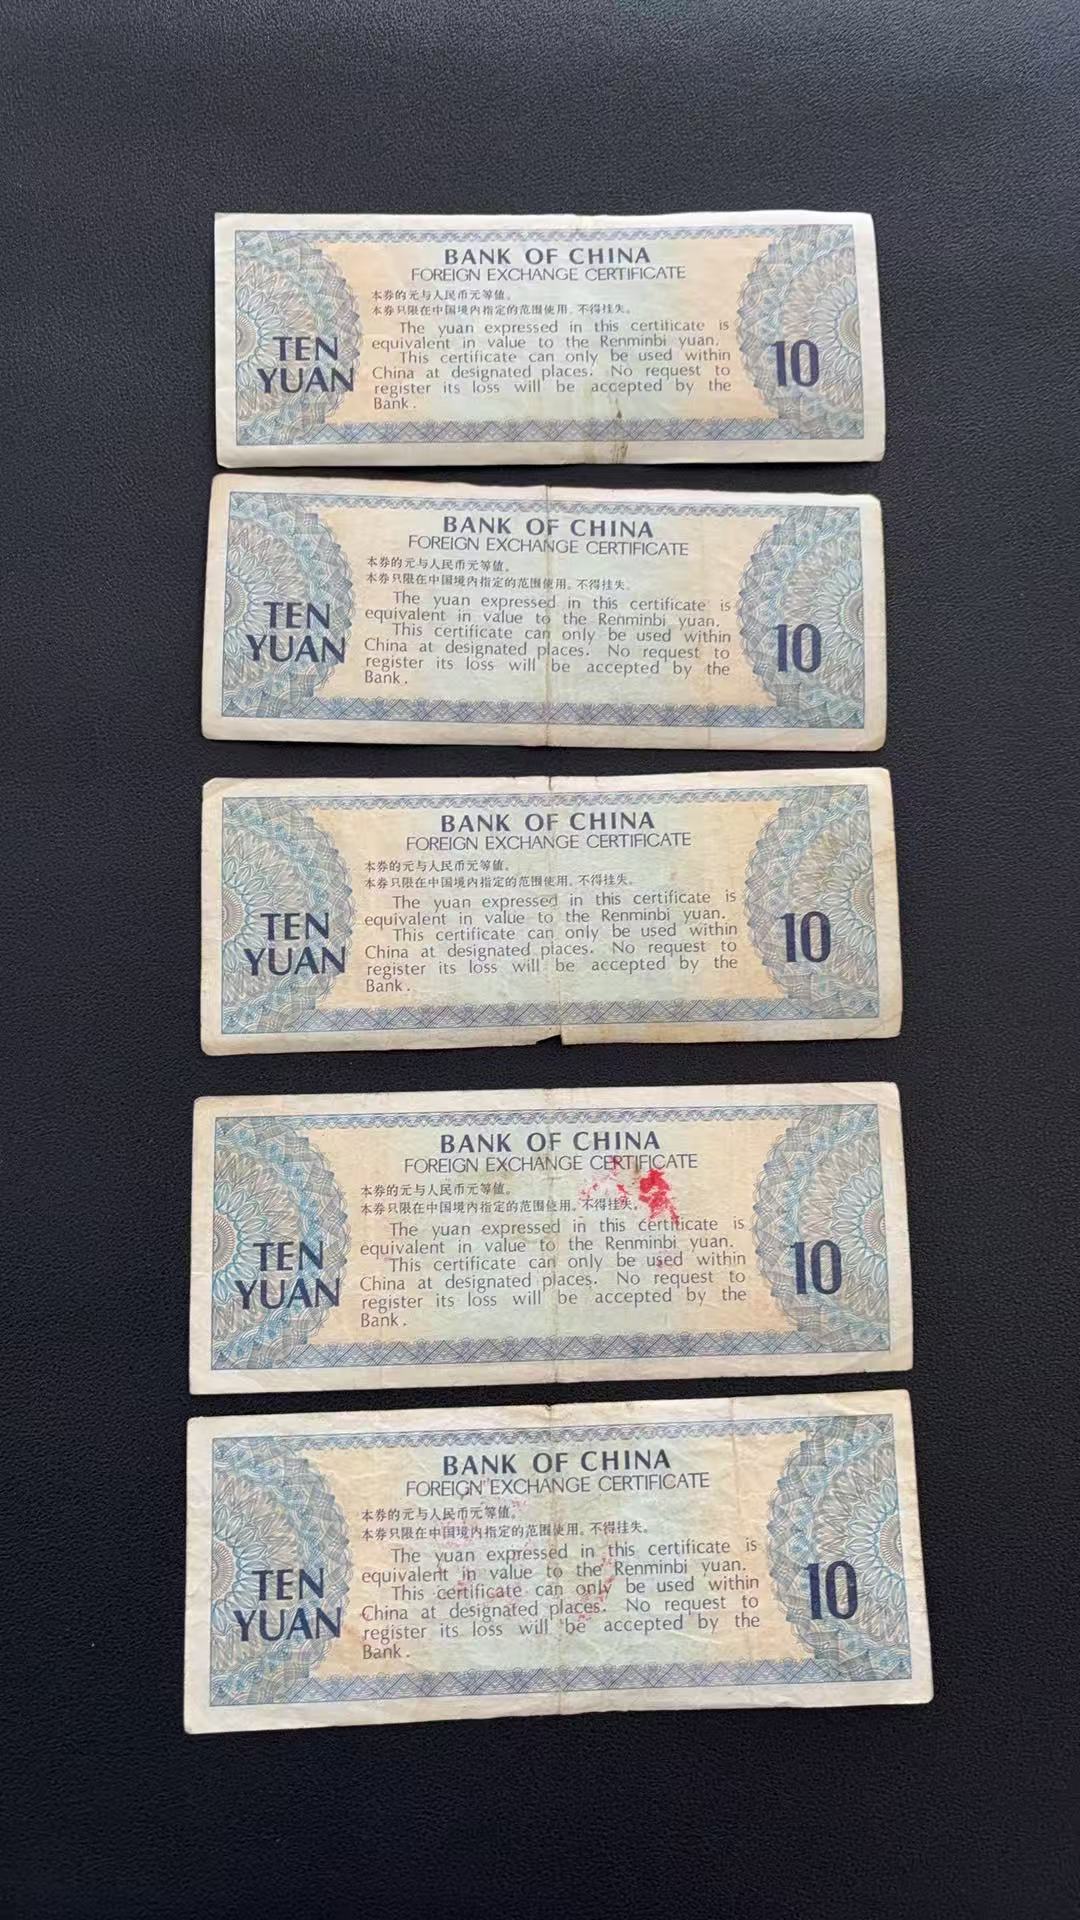 BANK OF CHINA
FOREIGN EXCHANGE CERTIFICATE
本券的元与人民币元等值。
本券只限在中国境内指定的范围使用。不得挂失。
The yuan expressed in this certificate is
equivalent in value to the Renminbi yuan.
This certificate can only be used within
China at designated places. No request to
register its loss will be accepted by the
Bank.
TEN
YUAN
10
BANK OF CHINA
FOREIGN EXCHANGE CERTIFICATE
本券的元与人民币元等值。
本券只限在中国境内指定的范围使用。不得挂失。
The yuan expressed in this certificate is
equivalent in value to the Renminbi yuan.
This certificate can only be used within
China at designated places. No request to
register its loss will be accepted by the
Bank.
TEN
YUAN
10
BANK OF CHINA
FOREIGN EXCHANGE CERTIFICATE
本券的元与人民币元等值。
本券只限在中国境内指定的范围使用。不得挂失。
The yuan expressed in this certificate is
equivalent in value to the Renminbi yuan.
This certificate can only be used within
China at designated places. No request to
register its loss will be accepted by the
Bank.
TEN
YUAN
10
BANK OF CHINA
FOREIGN EXCHANGE CERTIFICATE
本券的元与人民币元等值。
本券只限在中国境内指定的范围使用。不得挂失。
The yuan expressed in this certificate is
equivalent in value to the Renminbi yuan.
This certificate can only be used within
China at designated places. No request to
register its loss will be accepted by the
Bank.
TEN
YUAN
10
BANK OF CHINA
FOREIGN EXCHANGE CERTIFICATE
本券的元与人民币元等值。
本券只限在中国境内指定的范围使用。不得挂失。
The yuan expressed in this certificate is
equivalent in value to the Renminbi yuan.
This certificate can only be used within
China at designated places. No request to
register its loss will be accepted by the
Bank.
TEN
YUAN
10